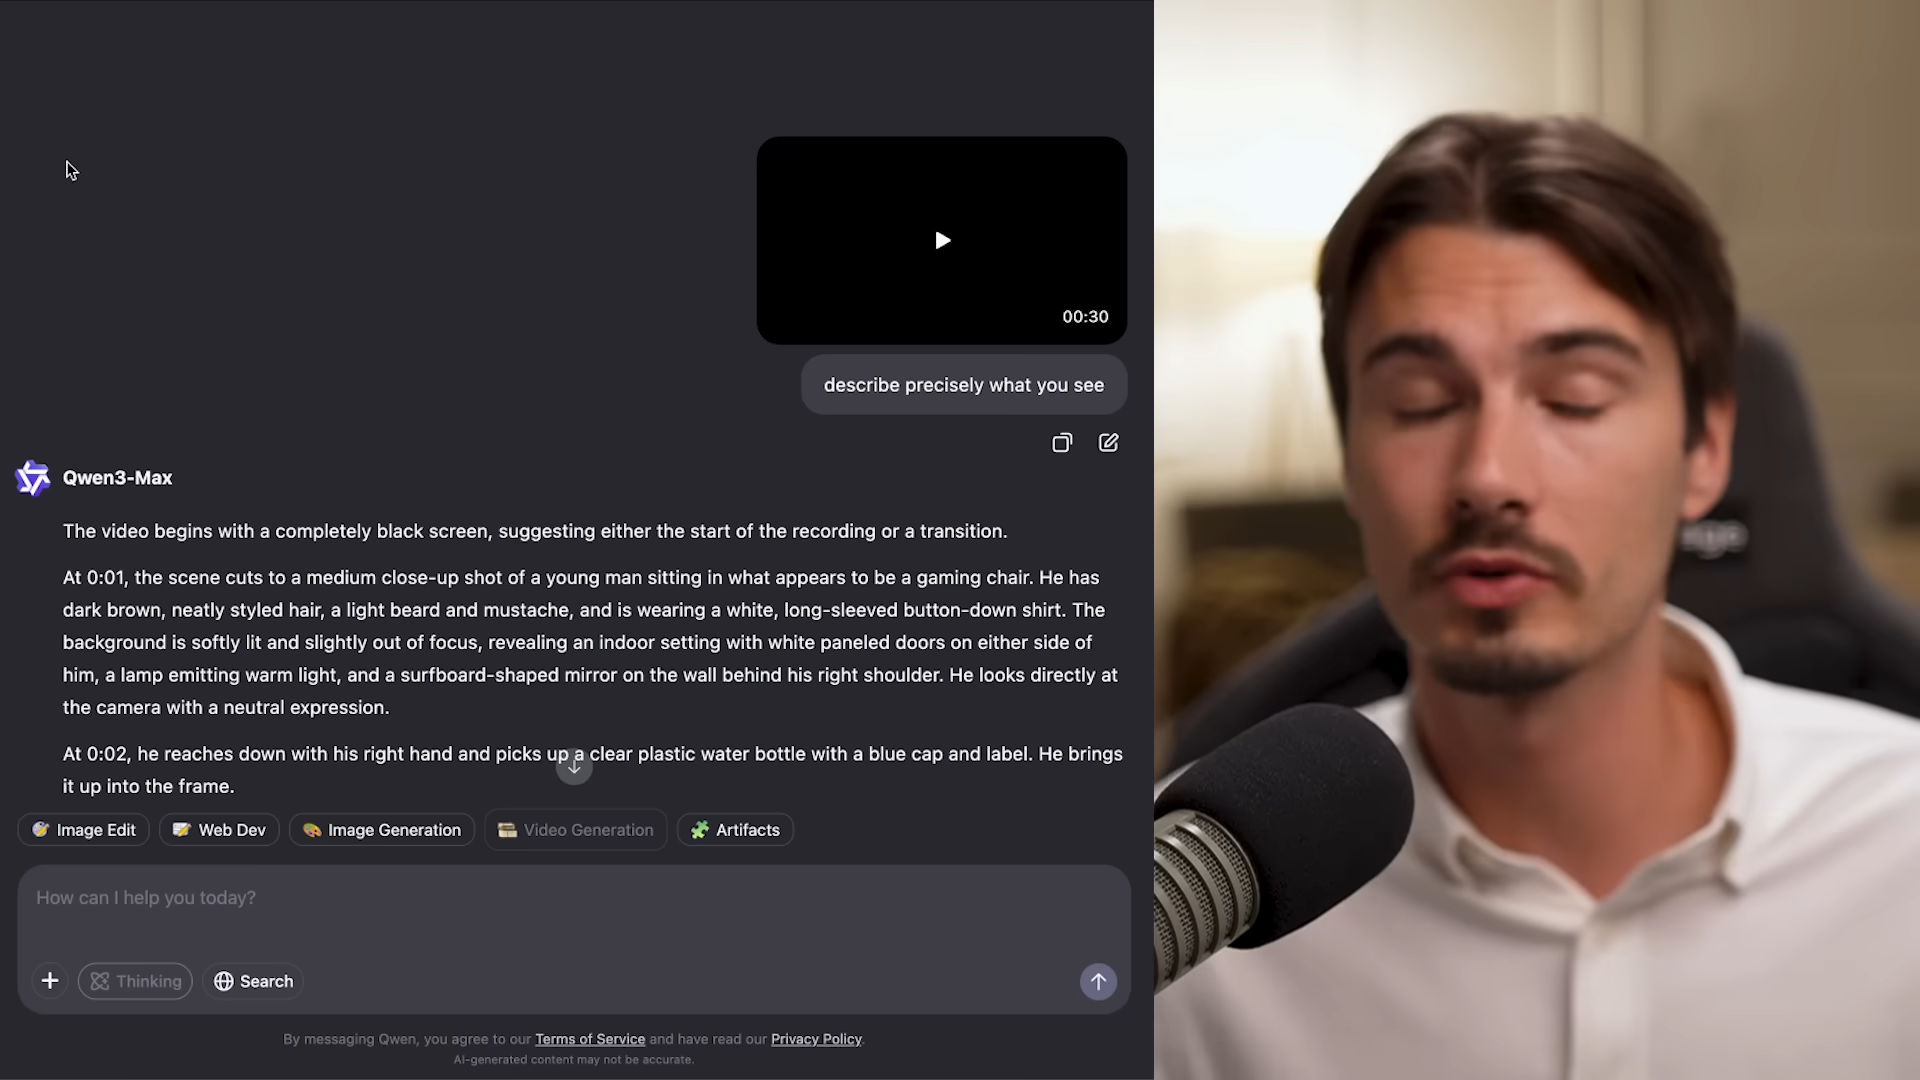 00:30
describe precisely what you see
Qwen3-Max
The video begins with a completely black screen, suggesting either the start of the recording or a transition.
At 0:01, the scene cuts to a medium close-up shot of a young man sitting in what appears to be a gaming chair. He has
dark brown, neatly styled hair, a light beard and mustache, and is wearing a white, long-sleeved button-down shirt. The
background is softly lit and slightly out of focus, revealing an indoor setting with white paneled doors on either side of
him, a lamp emitting warm light, and a surfboard-shaped mirror on the wall behind his right shoulder. He looks directly at
the camera with a neutral expression.
At 0:02, he reaches down with his right hand and picks up a clear plastic water bottle with a blue cap and label. He brings
it up into the frame.
Image Edit
Web Dev
Image Generation
Video Generation
Artifacts
How can I help you today?
Thinking
Search
By messaging Qwen, you agree to our Terms of Service and have read our Privacy Policy.
AI-generated content may not be accurate.